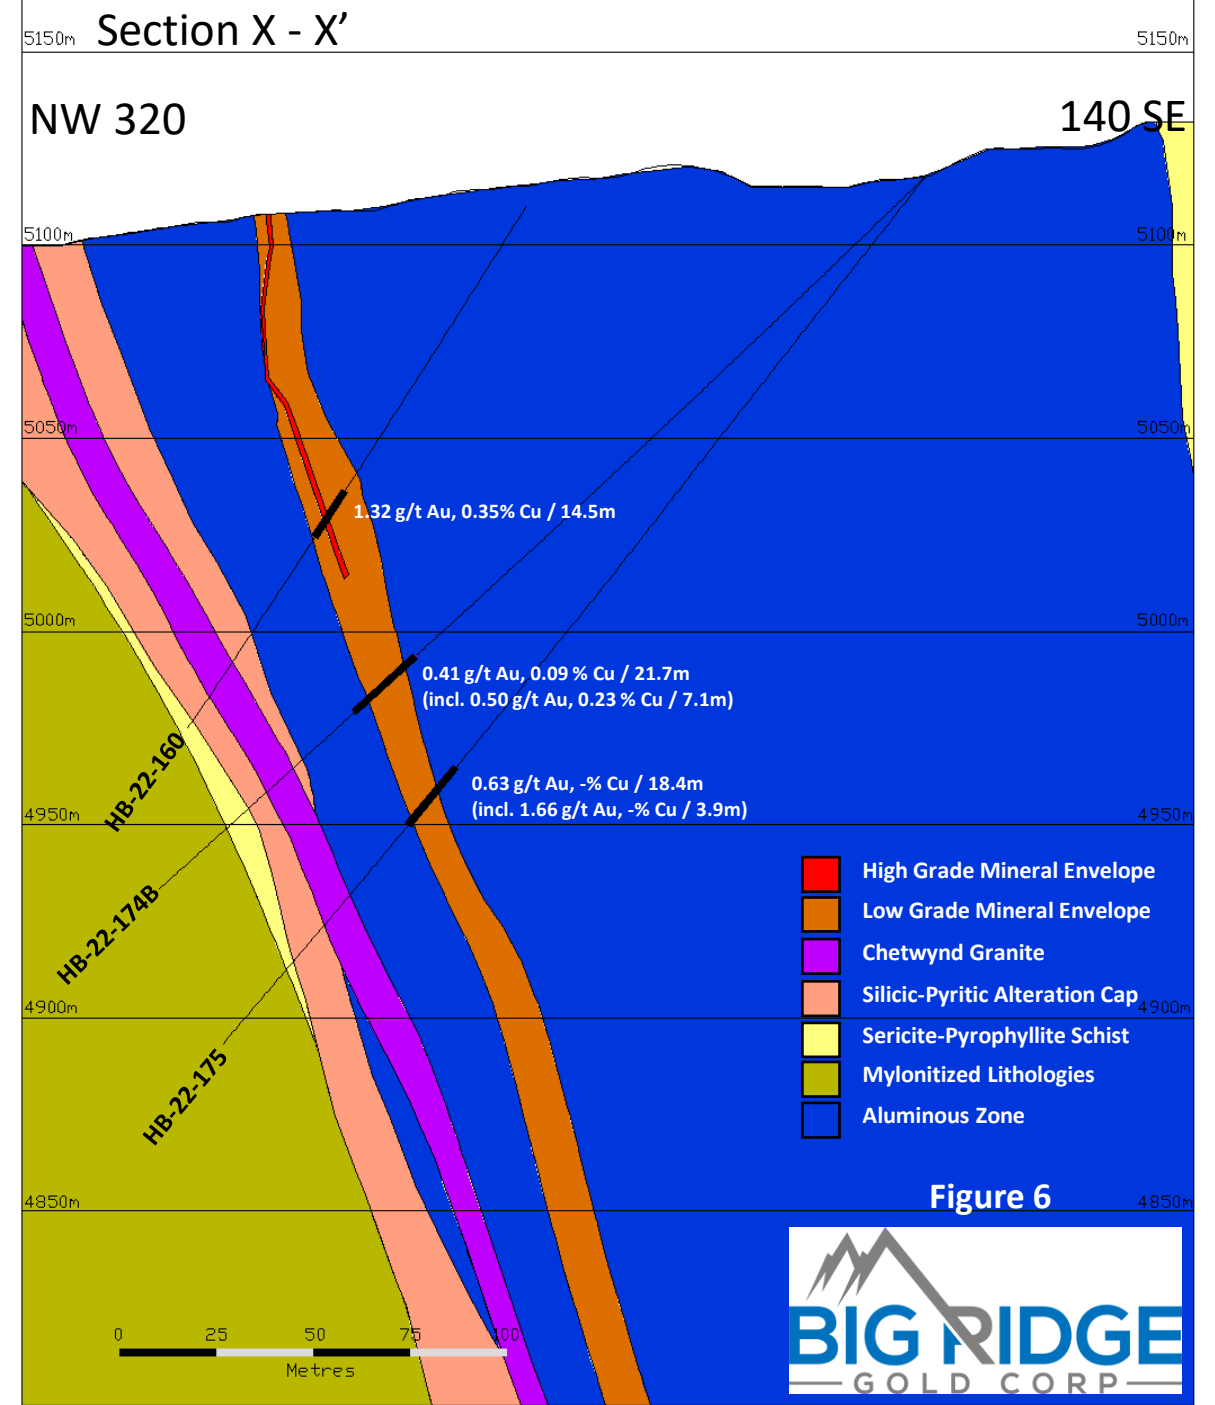 Section X - X’
5150m 5150m
NW 320 140 SE
5100m 5100m
5050m 5050m
1.32 g/t Au, 0.35% Cu / 14.5m
5000m 5000m
0.41 g/t Au, 0.09 % Cu / 21.7m
(incl. 0.50 g/t Au, 0.23 % Cu / 7.1m)
HB-22-160
0.63 g/t Au, -% Cu / 18.4m
(incl. 1.66 g/t Au, -% Cu / 3.9m)
4950m 4950m
HB-22-174B
High Grade Mineral Envelope
Low Grade Mineral Envelope
Chetwynd Granite
Silicic-Pyritic Alteration Cap
4900m 4900m
Sericite-Pyrophyllite Schist
HB-22-175
Mylonitized Lithologies
Aluminous Zone
Figure 6
4850m 4850m
0 25 50 75 100
Metres
BIG RIDGE
GOLD CORP